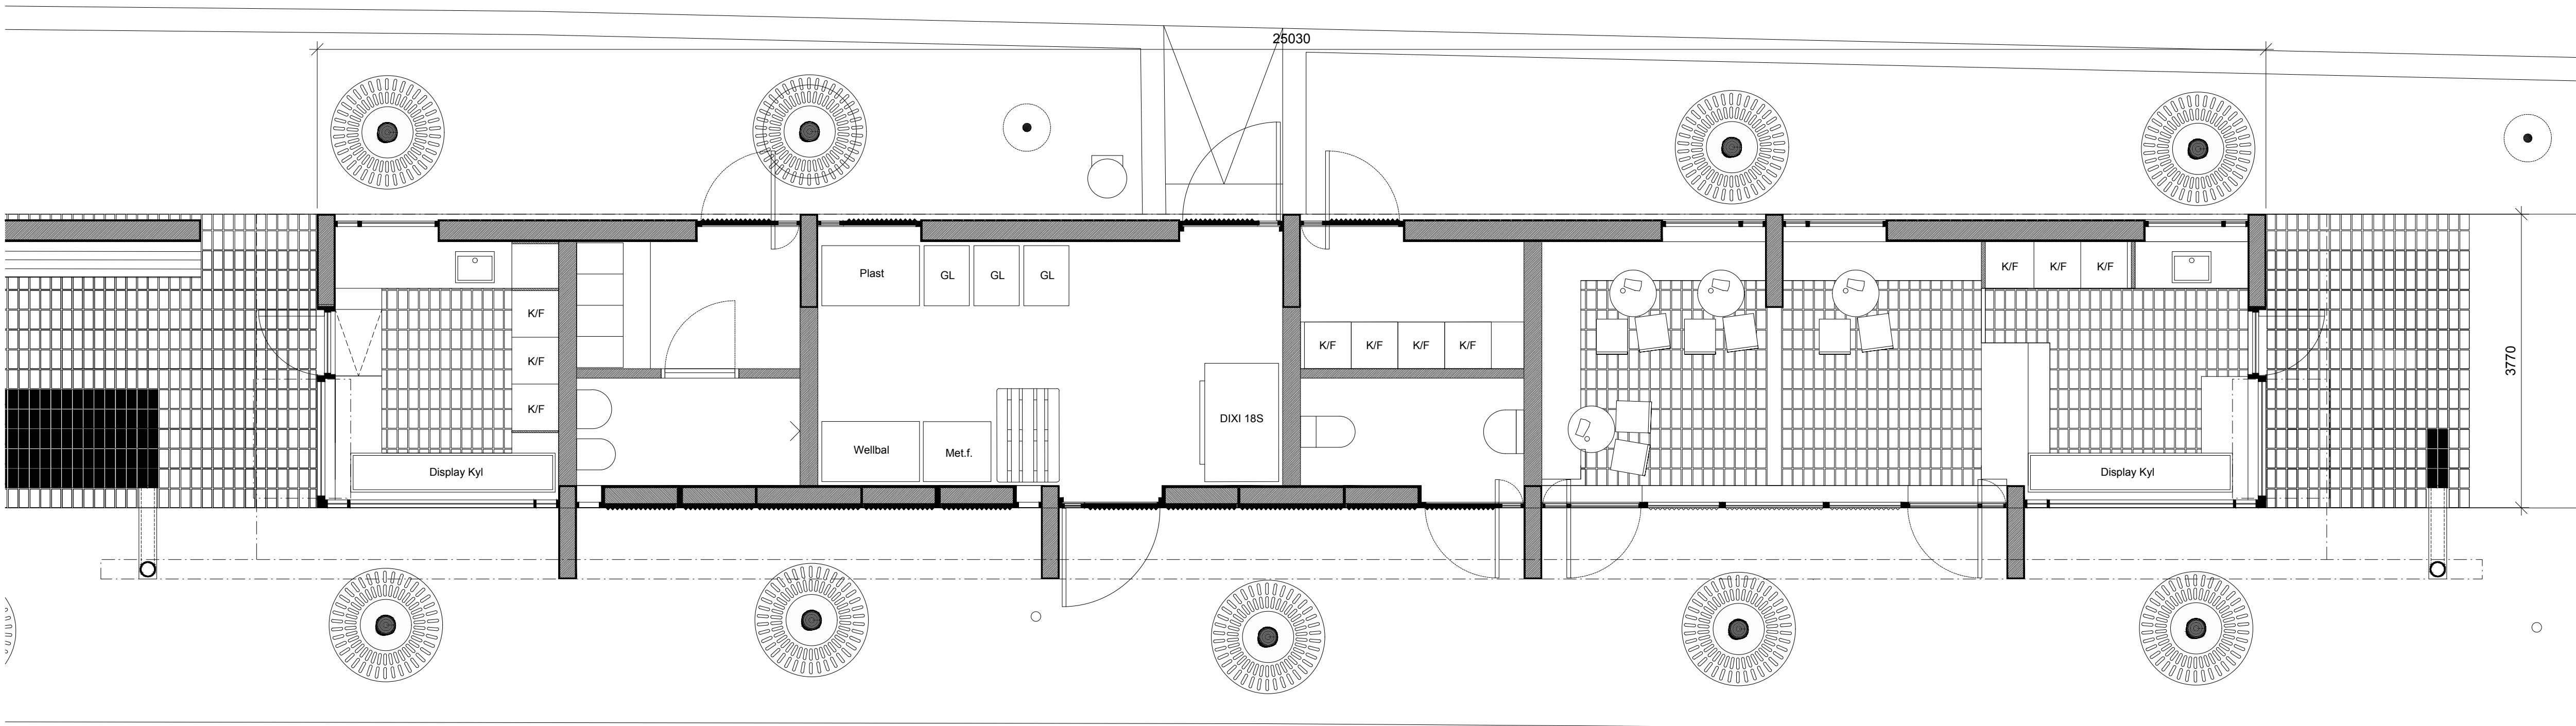 25030
Plast
GL
GL
GL
K/F
K/F
K/F
K/F
K/F
K/F
K/F
K/F
K/F
K/F
3770
DIXI 18S
Wellbal
Met.f.
Display Kyl
Display Kyl